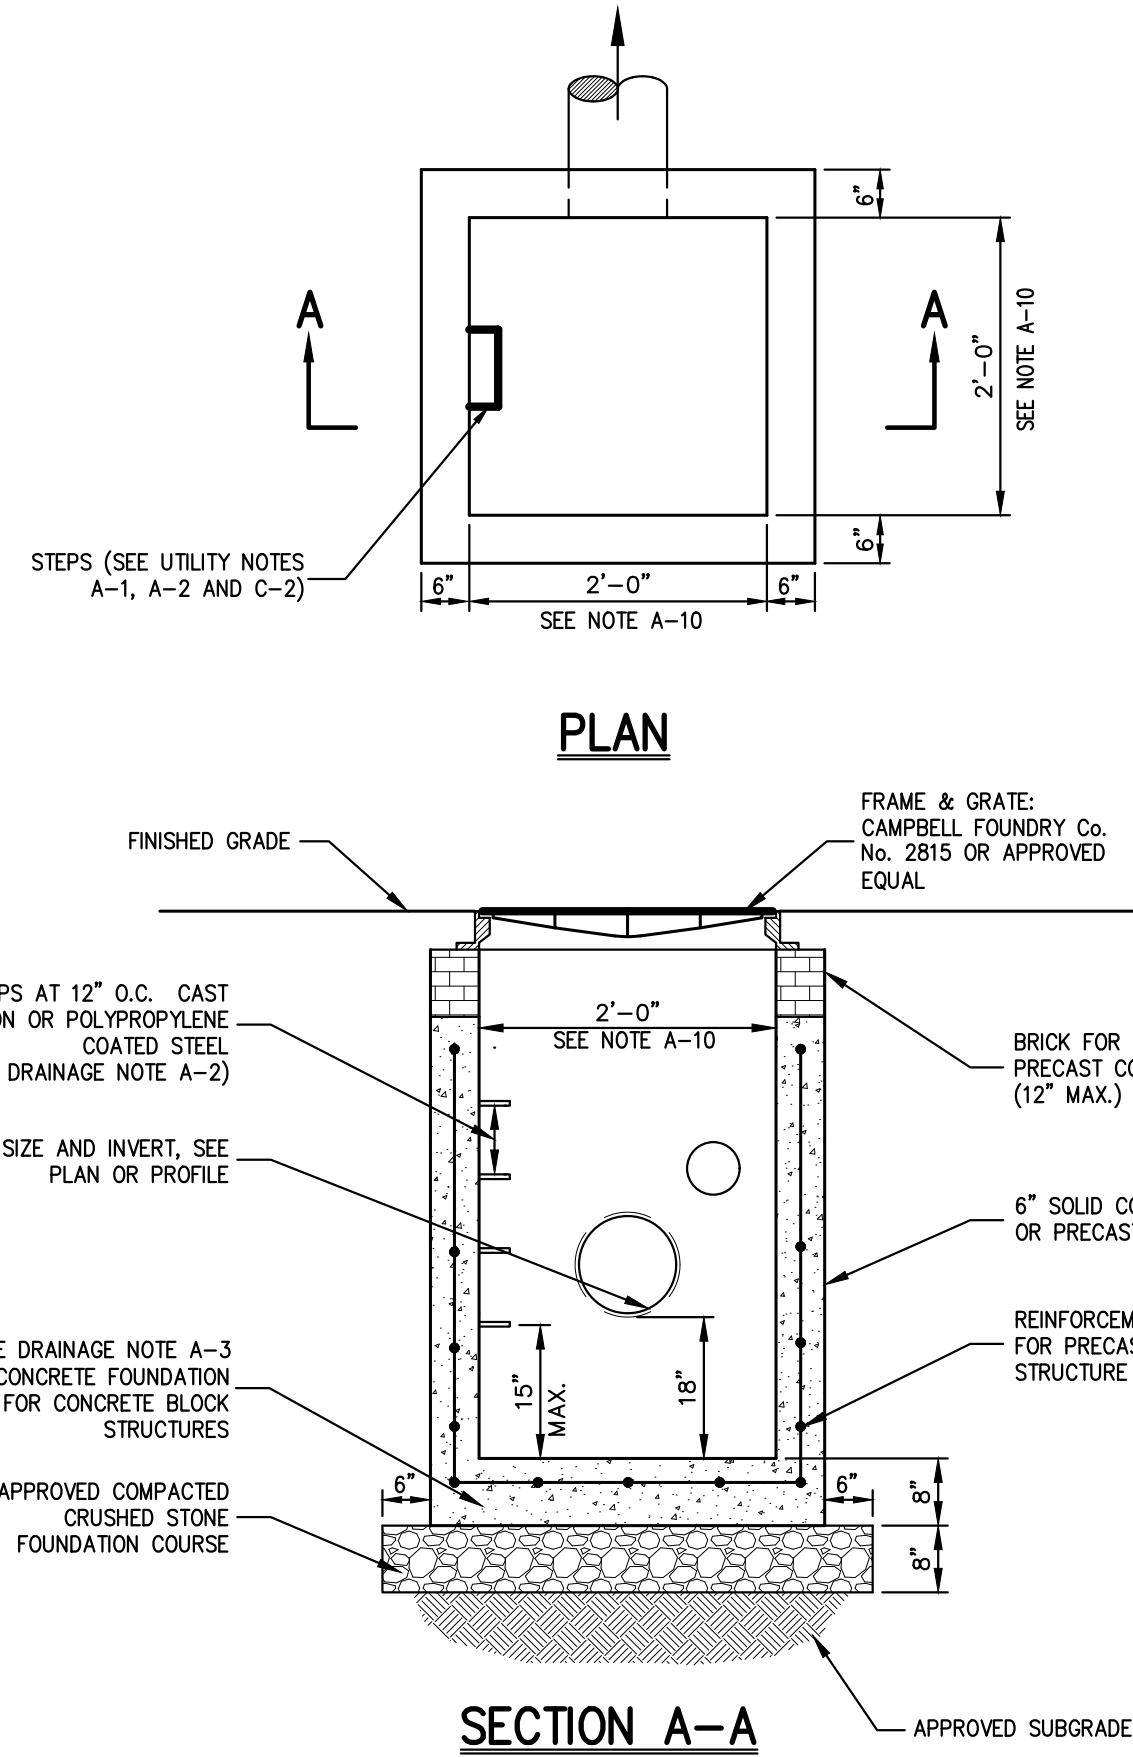 6"
A
A
2'-0"
SEE NOTE A-10
6"
STEPS (SEE UTILITY NOTES
A-1, A-2 AND C-2)
6"
2'-0"
6"
SEE NOTE A-10
PLAN
FRAME & GRATE:
CAMPBELL FOUNDRY Co.
No. 2815 OR APPROVED
EQUAL
FINISHED GRADE
AT 12" O.C. CAST
OR POLYPROPYLENE
COATED STEEL
DRAINAGE NOTE A-2)
2'-0"
SEE NOTE A-10
BRICK FOR
PRECAST
(12" MAX.)
SIZE AND INVERT, SEE
PLAN OR PROFILE
6" SOLID
OR
DRAINAGE NOTE A-3
CONCRETE FOUNDATION
FOR CONCRETE BLOCK
STRUCTURES
15"
MAX.
18"
FOR
STRUCTURE
APPROVED COMPACTED
CRUSHED STONE
FOUNDATION COURSE
6"
6"
8"
8"
SECTION A-A
APPROVED SUBGRADE